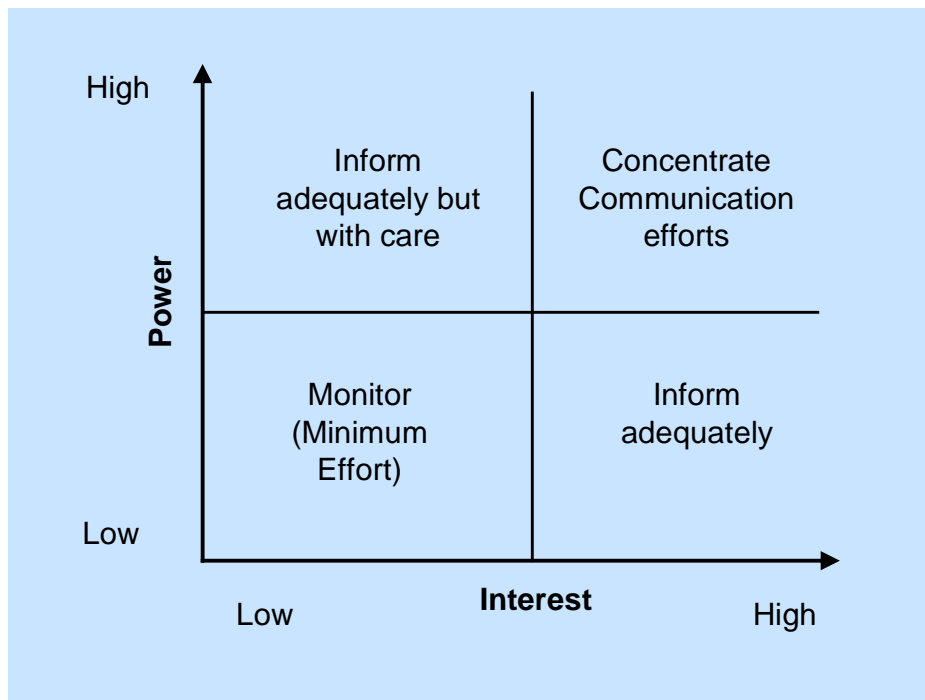 High
Inform
adequately but
with care
Concentrate
Communication
efforts
Power
Monitor
(Minimum
Effort)
Inform
adequately
Low
Low
Interest
High